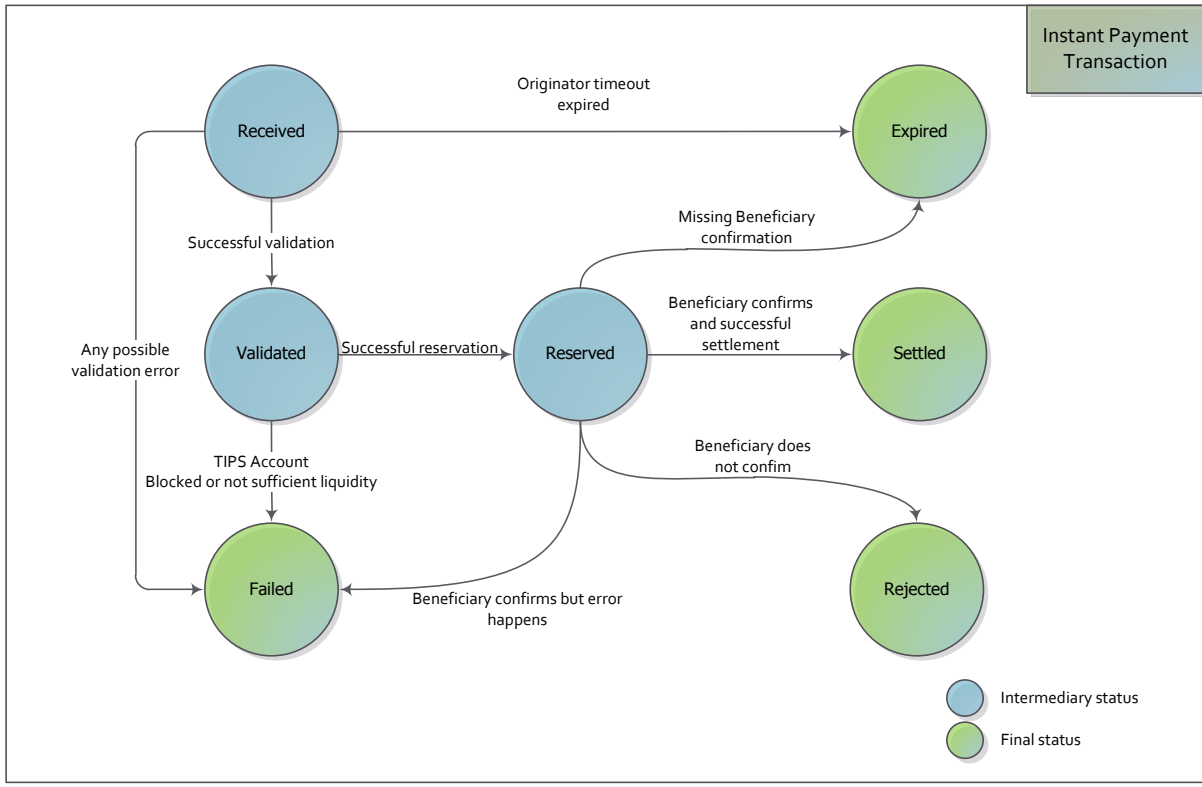 Instant Payment
Transaction
Originator timeout
expired
Received
Expired
Missing Beneficiary
confirmation
Successful validation
Beneficiary confirms
and successful
settlement
Any possible
validation error
Validated
Successful reservation
Reserved
Settled
TIPS Account
Blocked or not sufficient liquidity
Beneficiary does
not confim
Failed
Beneficiary confirms but error
happens
Rejected
Intermediary status
Final status